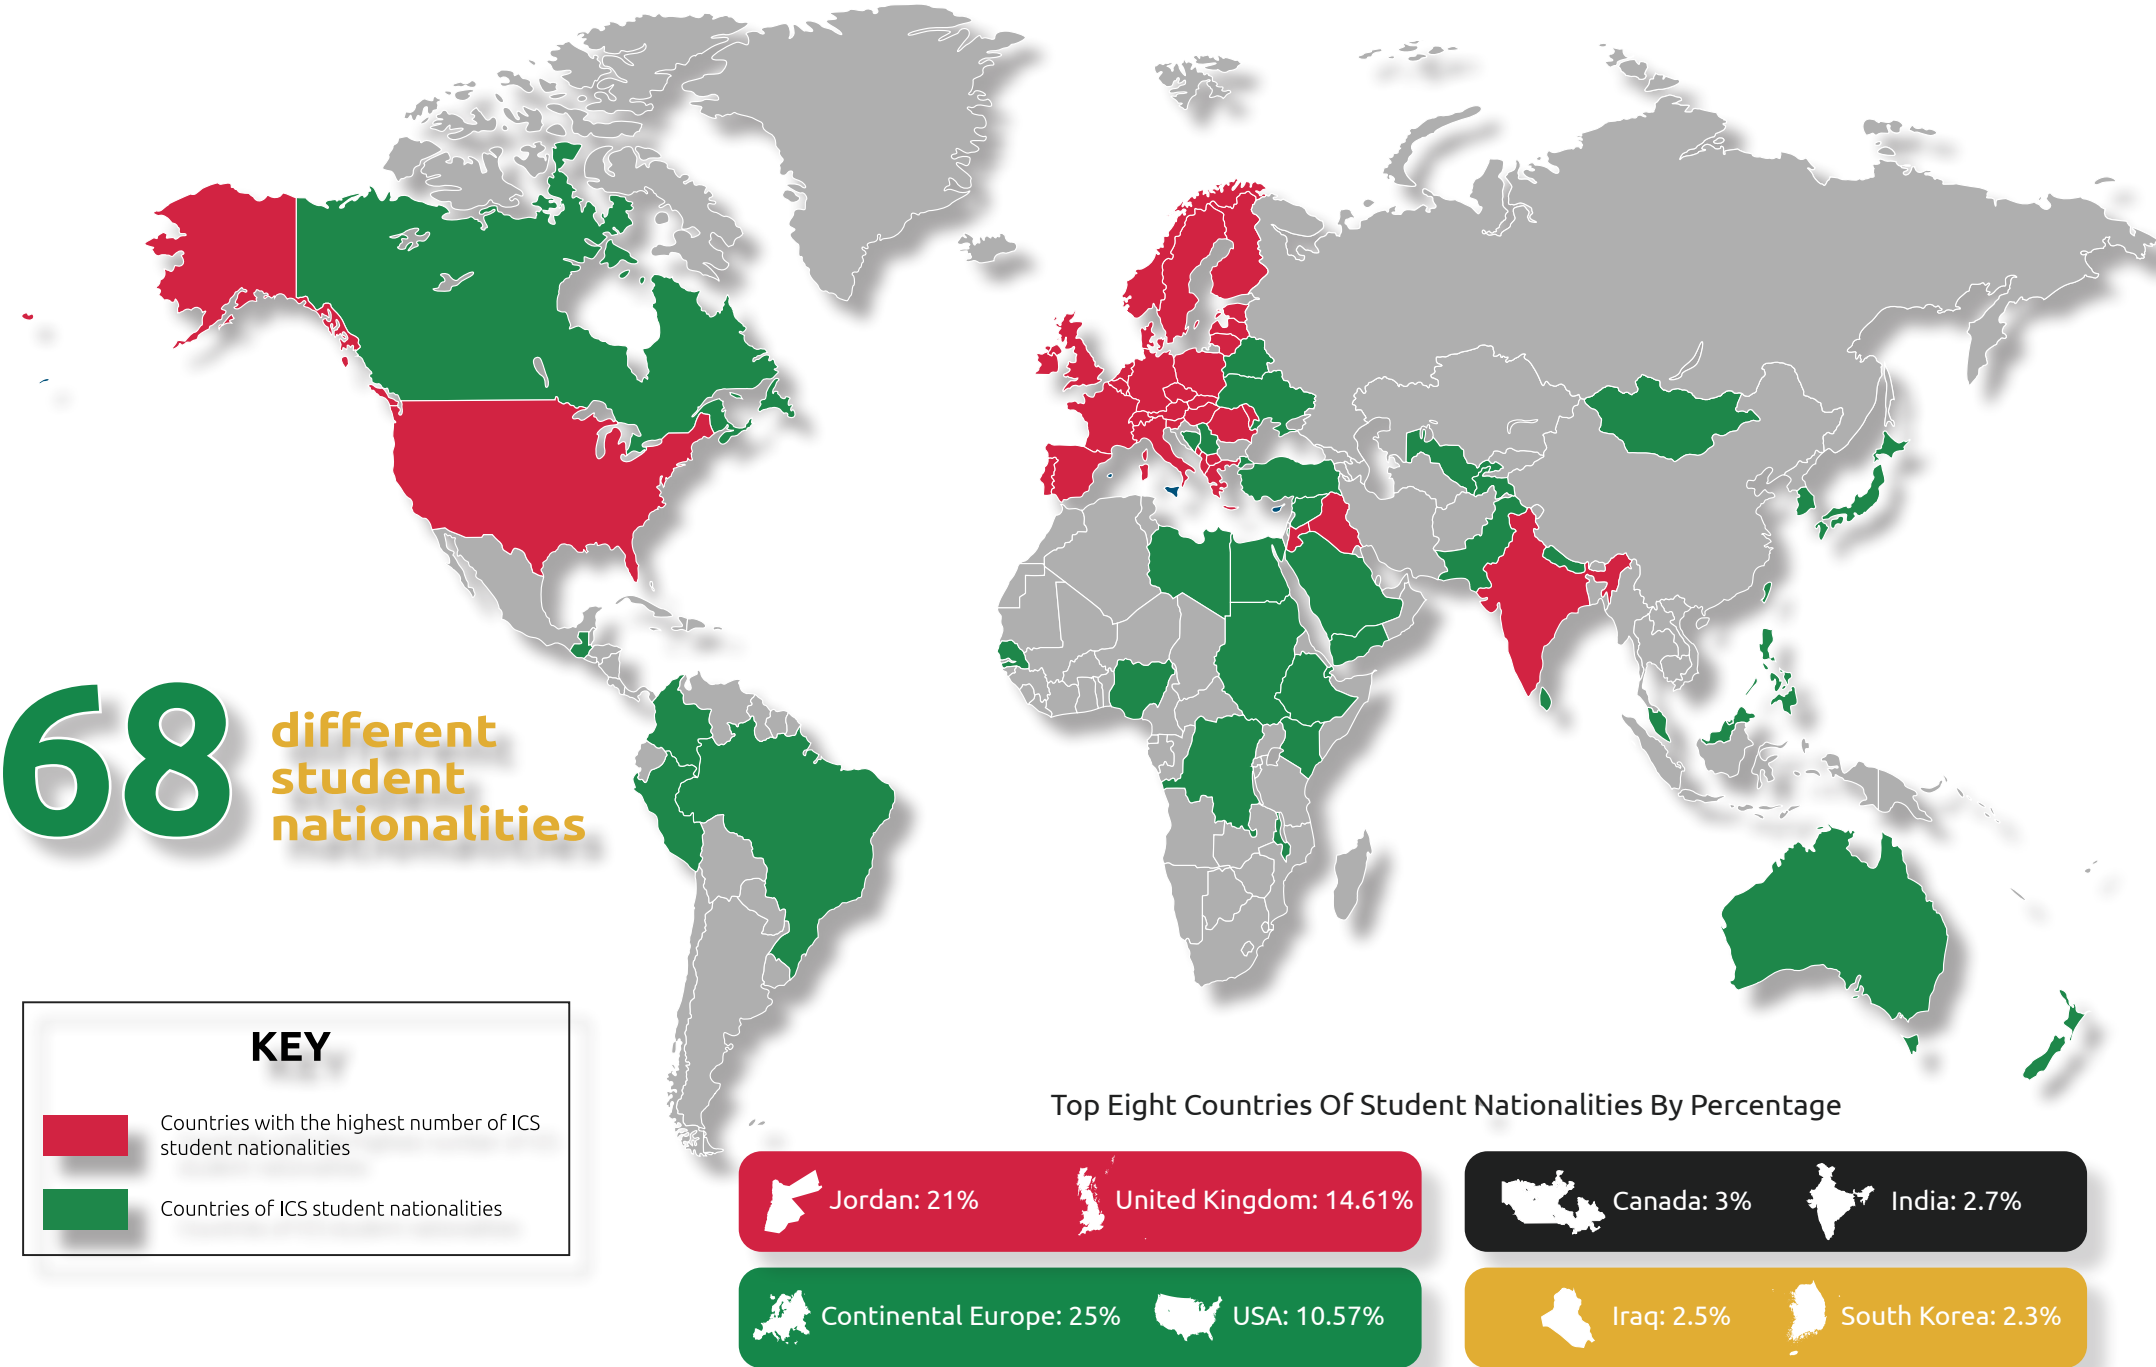 68
different
student
nationalities
KEY
Countries with the highest number of ICS
student nationalities
Countries of ICS student nationalities
Top Eight Countries Of Student Nationalities By Percentage
Jordan: 21%
United Kingdom: 14.61%
Canada: 3%
India: 2.7%
Continental Europe: 25%
USA: 10.57%
Iraq: 2.5%
South Korea: 2.3%